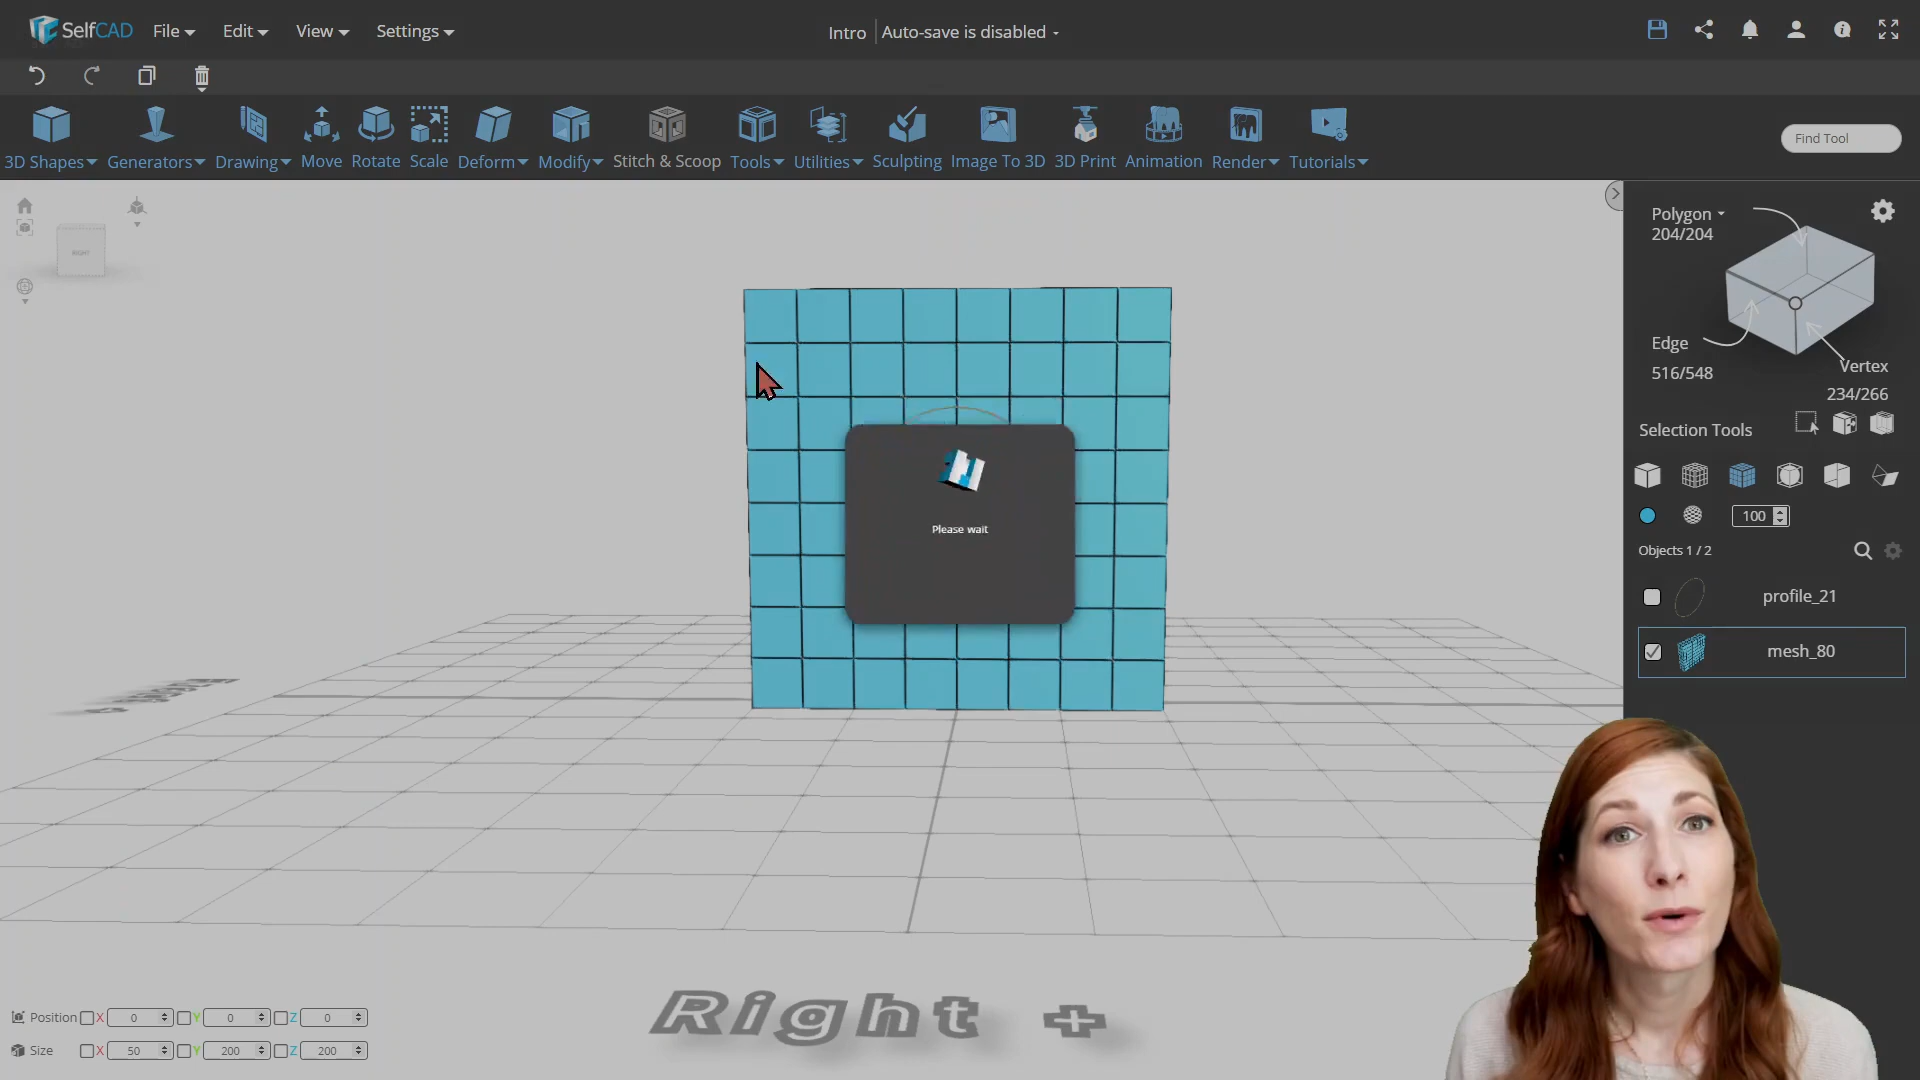 SelfCAD File Edit View Settings Intro Auto-save is disabled
3D Shapes Generators Drawing Move Rotate Scale Deform Modify Stitch & Scoop Tools Utilities Sculpting Image To 3D 3D Print Animation Render Tutorials Find Tool
RIGHT
Polygon
204/204
Edge
516/548
Vertex
234/266
Selection Tools
100
Objects 1 / 2
profile_21
mesh_80
Please wait
Right +
Position X 0 Y 0 Z 0
Size X 50 Y 200 Z 200